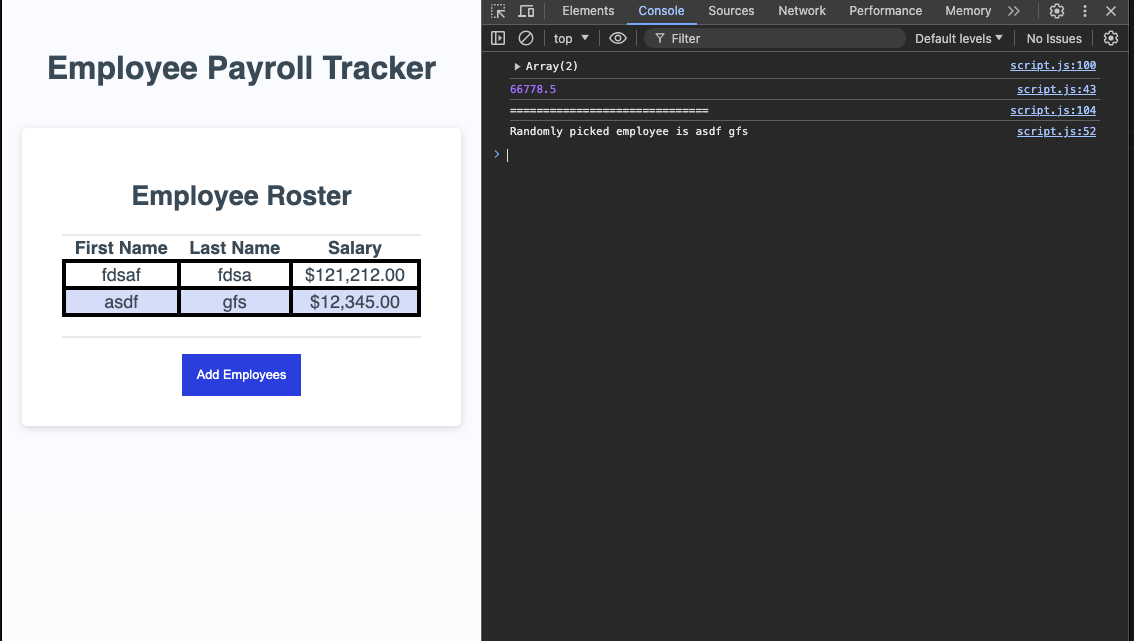 Employee Payroll Tracker
Employee Roster
First Name Last Name Salary
fdsaf fdsa $121,212.00
asdf gfs $12,345.00
Add Employees
Elements Console Sources Network Performance Memory
top Filter Default levels No Issues
Array(2) script.js:100
66778.5 script.js:43
============================== script.js:104
Randomly picked employee is asdf gfs script.js:52